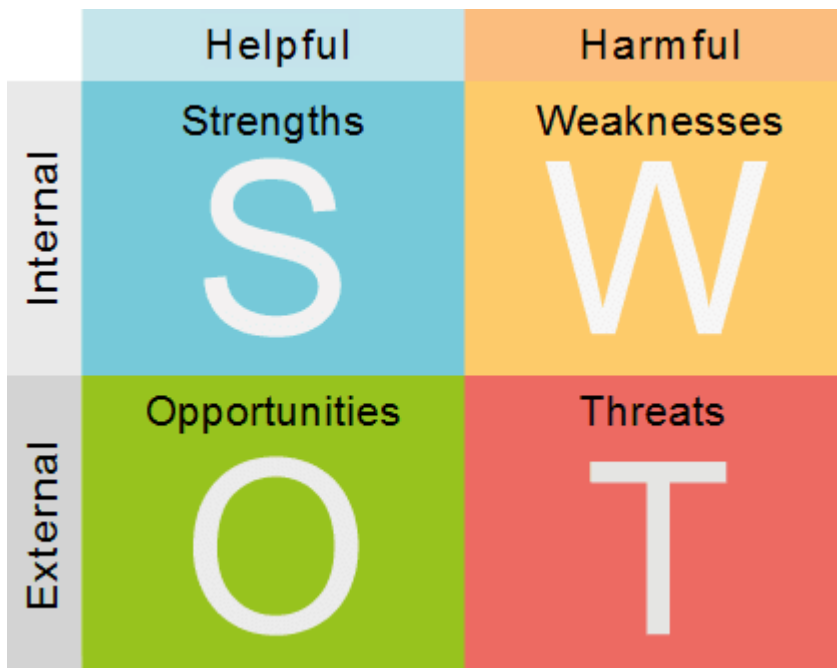 Helpful Harmful
Internal
Strengths Weaknesses
S W
External
Opportunities Threats
O T